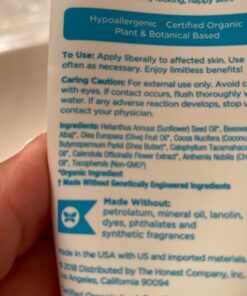 looking, happy skin!
Hypoallergenic • Certified Organic
Plant & Botanical Based
To Use: Apply liberally to affected skin. Use
often as necessary. Enjoy limitless benefits!
Caring Caution: For external use only. Avoid c
with eyes. If contact occurs, flush thoroughly w
water. If any adverse reaction develops, stop u
contact your physician.
Ingredients: Helianthus Annuus (Sunflower) Seed Oil*, Beeswa
Alba)*, Olea Europaea (Olive) Fruit Oil*, Cocos Nucifera (Coconut
Butyrospermum Parkii (Shea Butter)*, Calophyllum Tacamahaca
Oil*, Calendula Officinalis Flower Extract*, Anthemis Nobilis (Ch
Oil*, Tocopherols (Non-GMO†)
*Organic Ingredient
† Made Without Genetically Engineered Ingredients
Made Without:
petrolatum, mineral oil, lanolin,
dyes, phthalates and
synthetic fragrances
Made in the USA with US and imported materials.
© 2018 Distributed by The Honest Company, Inc.
Los Angeles, California 90094